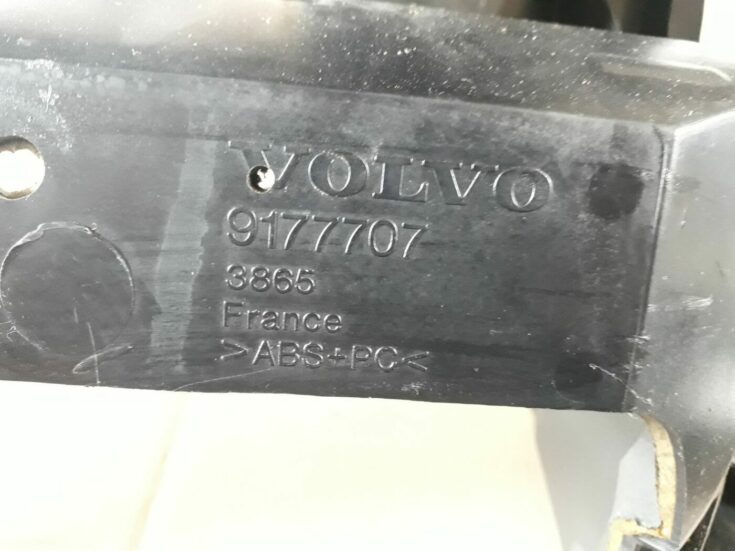 VOLVO
9177707
3865
France
>ABS+PC<